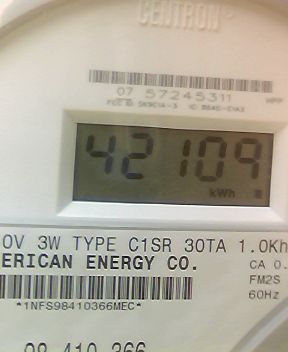 CENTRON®
07 57245311
42109
kWh
0V 3W TYPE C1SR 30TA 1.0Kh
ERICAN ENERGY CO.
CA 0.
FM2S
60Hz
*1NFS98410366MEC*
98 410 366